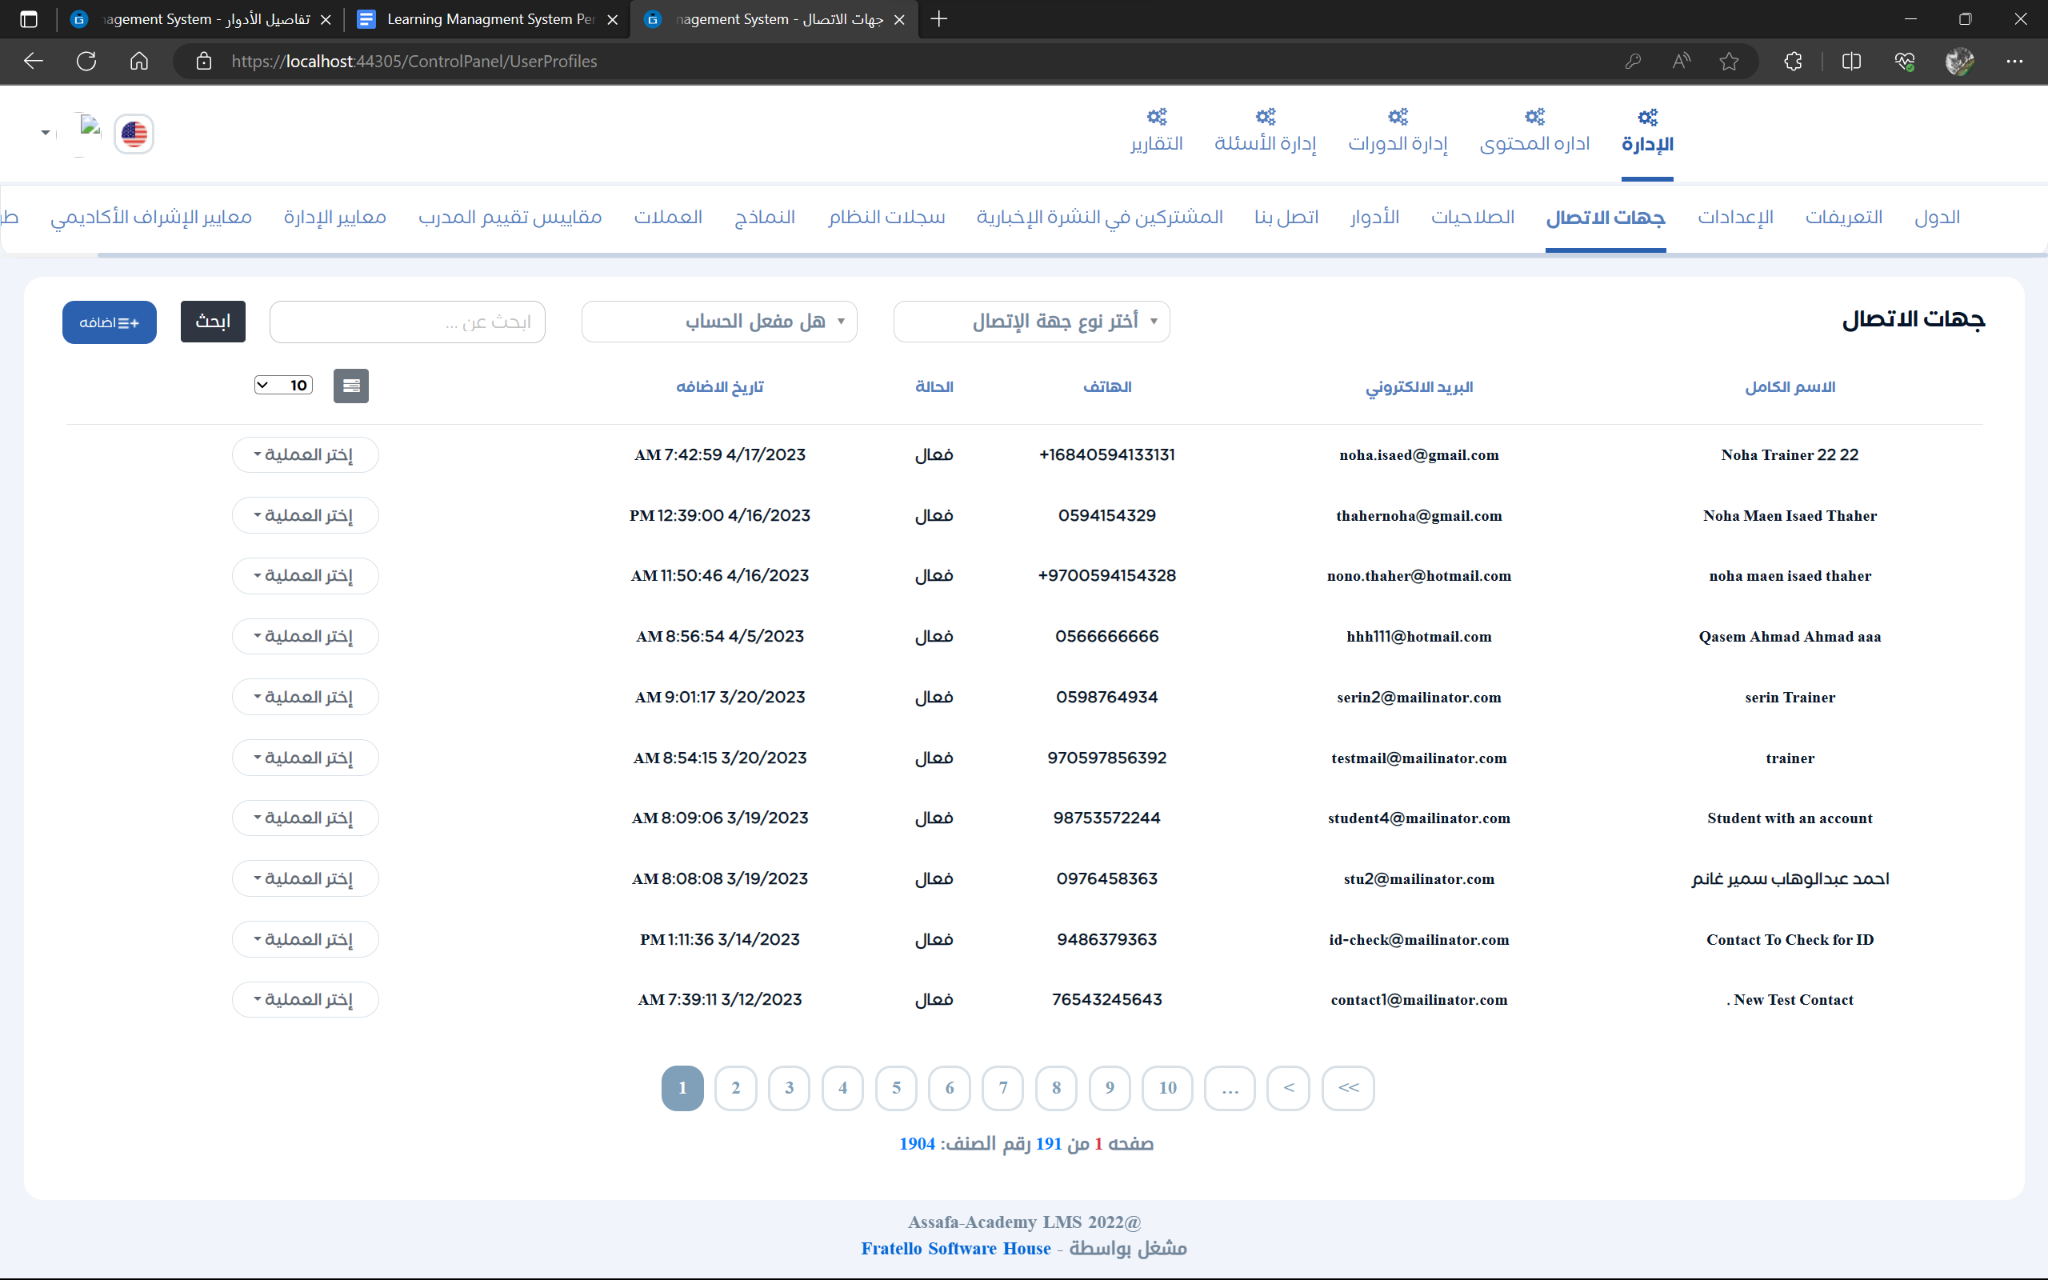 nagement System - تفاصيل الأدوار
Learning Managment System Per
nagement System - جهات الاتصال
https://localhost:44305/ControlPanel/UserProfiles
الإدارة
اداره المحتوى
إدارة الدورات
إدارة الأسئلة
التقارير
الدول
التعريفات
الإعدادات
جهات الاتصال
الصلاحيات
الأدوار
اتصل بنا
المشتركين في النشرة الإخبارية
سجلات النظام
النماذج
العملات
مقاييس تقييم المدرب
معايير الإدارة
معايير الإشراف الأكاديمي
طر
جهات الاتصال
أختر نوع جهة الإتصال
هل مفعل الحساب
ابحث عن ...
ابحث
اضافه
الاسم الكامل البريد الالكتروني الهاتف الحالة تاريخ الاضافه 10
Noha Trainer 22 22 noha.isaed@gmail.com +16840594133131 فعال AM 7:42:59 4/17/2023 إختر العملية
Noha Maen Isaed Thaher thahernoha@gmail.com 0594154329 فعال PM 12:39:00 4/16/2023 إختر العملية
noha maen isaed thaher nono.thaher@hotmail.com +9700594154328 فعال AM 11:50:46 4/16/2023 إختر العملية
Qasem Ahmad Ahmad aaa hhh111@hotmail.com 0566666666 فعال AM 8:56:54 4/5/2023 إختر العملية
serin Trainer serin2@mailinator.com 0598764934 فعال AM 9:01:17 3/20/2023 إختر العملية
trainer testmail@mailinator.com 970597856392 فعال AM 8:54:15 3/20/2023 إختر العملية
Student with an account student4@mailinator.com 98753572244 فعال AM 8:09:06 3/19/2023 إختر العملية
احمد عبدالوهاب سمير غانم stu2@mailinator.com 0976458363 فعال AM 8:08:08 3/19/2023 إختر العملية
Contact To Check for ID id-check@mailinator.com 9486379363 فعال PM 1:11:36 3/14/2023 إختر العملية
. New Test Contact contact1@mailinator.com 76543245643 فعال AM 7:39:11 3/12/2023 إختر العملية
1 2 3 4 5 6 7 8 9 10 ... < <<
صفحه 1 من 191 رقم الصنف: 1904
Assafa-Academy LMS 2022@
مشغل بواسطة - Fratello Software House